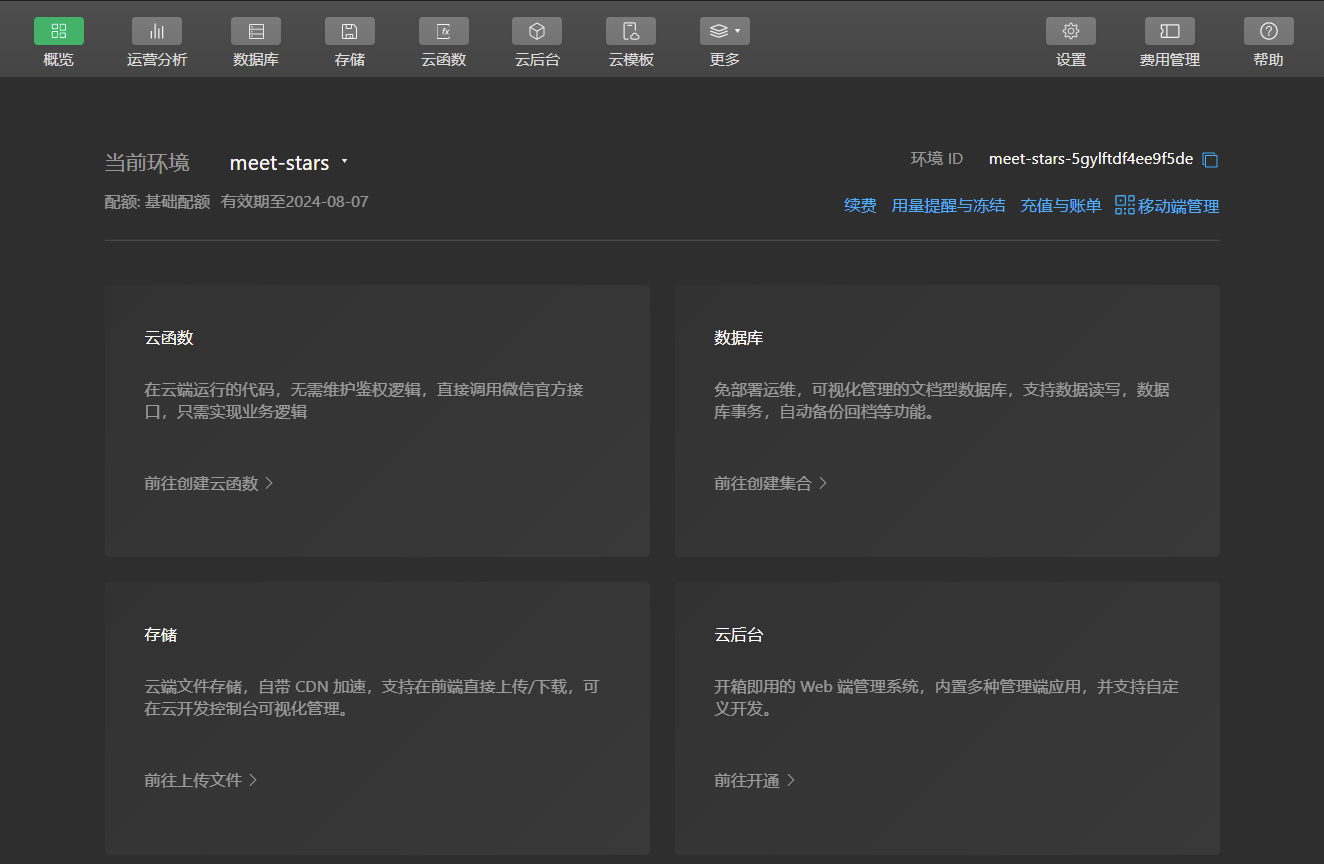 概览
运营分析
数据库
存储
云函数
云后台
云模板
更多
设置
费用管理
帮助
当前环境 meet-stars
环境 ID meet-stars-5gylftdf4ee9f5de
配额: 基础配额 有效期至2024-08-07
续费 用量提醒与冻结 充值与账单 移动端管理
云函数
在云端运行的代码，无需维护鉴权逻辑，直接调用微信官方接
口，只需实现业务逻辑
前往创建云函数
数据库
免部署运维，可视化管理的文档型数据库，支持数据读写，数据
库事务，自动备份回档等功能。
前往创建集合
存储
云端文件存储，自带 CDN 加速，支持在前端直接上传/下载，可
在云开发控制台可视化管理。
前往上传文件
云后台
开箱即用的 Web 端管理系统，内置多种管理端应用，并支持自定
义开发。
前往开通